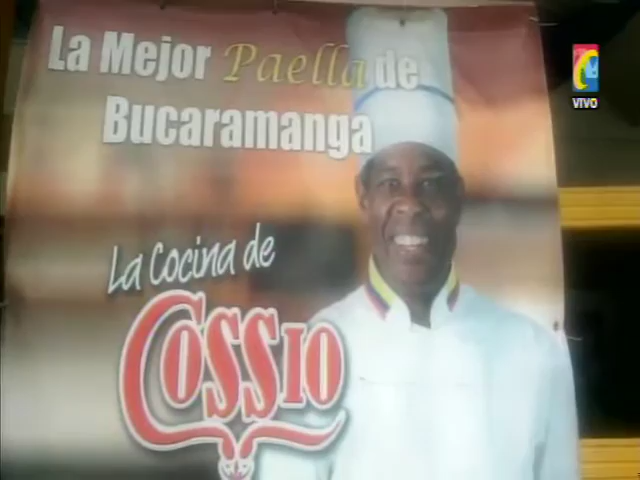 La Mejor Paella de
Bucaramanga
La Cocina de
COSSIO
VIVO